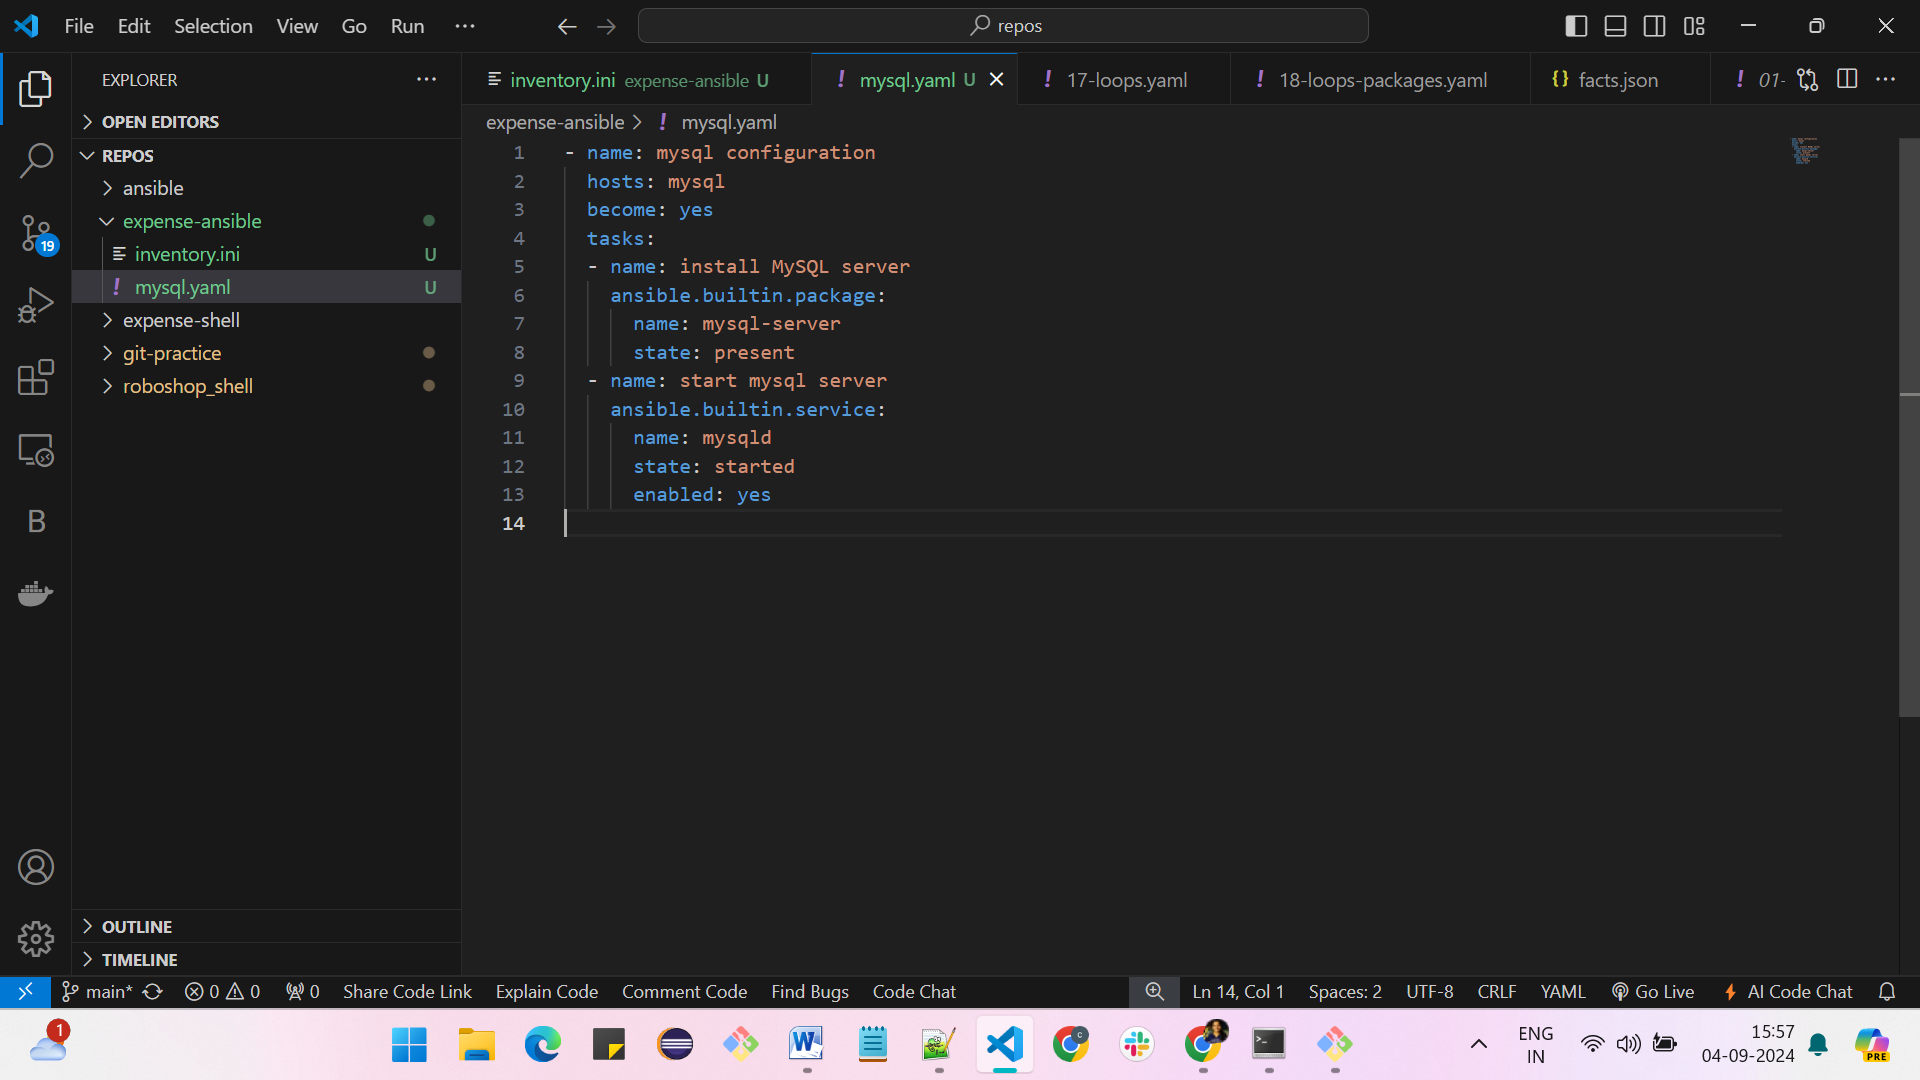 File Edit Selection View Go Run ···
repos
EXPLORER ···
OPEN EDITORS
REPOS
ansible
expense-ansible
inventory.ini U
mysql.yaml U
expense-shell
git-practice
roboshop_shell
19
B
OUTLINE
TIMELINE
inventory.ini expense-ansible U
mysql.yaml U
17-loops.yaml
18-loops-packages.yaml
{} facts.json
01-
expense-ansible > ! mysql.yaml
1 - name: mysql configuration
2 hosts: mysql
3 become: yes
4 tasks:
5 - name: install MySQL server
6 ansible.builtin.package:
7 name: mysql-server
8 state: present
9 - name: start mysql server
10 ansible.builtin.service:
11 name: mysqld
12 state: started
13 enabled: yes
14
main* 0 0 0 Share Code Link Explain Code Comment Code Find Bugs Code Chat Ln 14, Col 1 Spaces: 2 UTF-8 CRLF YAML Go Live AI Code Chat
1
W
C
PRE
ENG
IN
15:57
04-09-2024